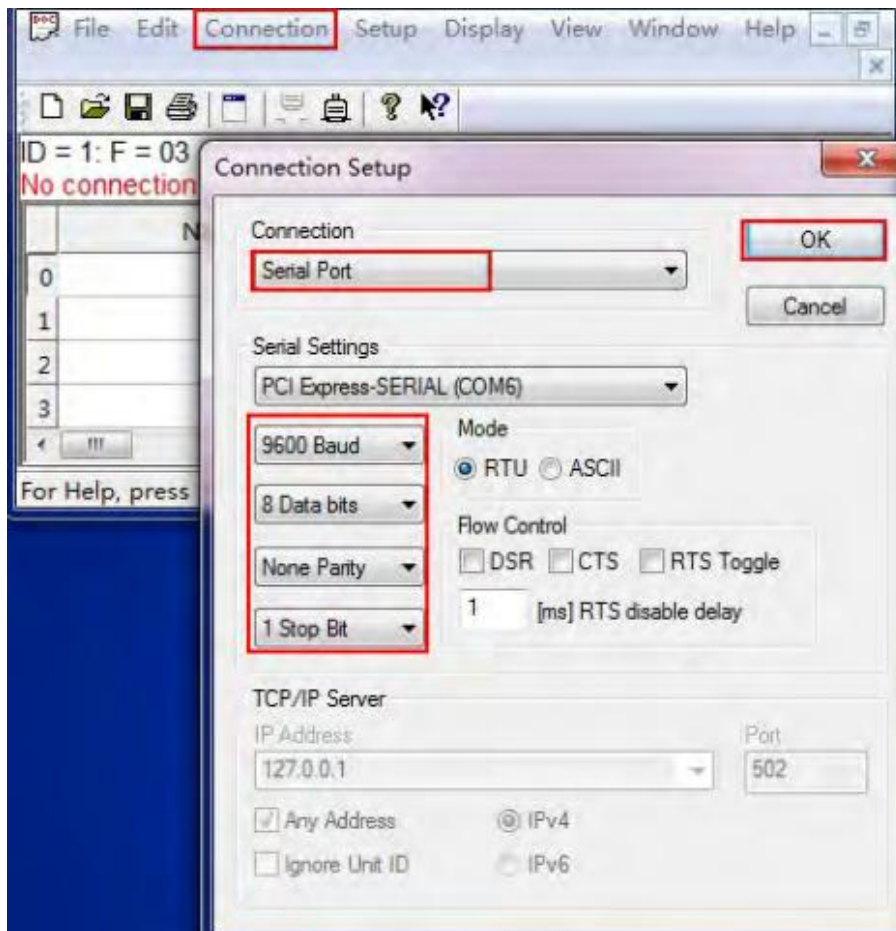 File Edit Connection Setup Display View Window Help
ID = 1: F = 03
No connection
Connection Setup
N
0
1
2
3
For Help, press
Connection
Serial Port
OK
Cancel
Serial Settings
PCI Express-SERIAL (COM6)
9600 Baud
8 Data bits
None Parity
1 Stop Bit
Mode
RTU ASCII
Flow Control
DSR CTS RTS Toggle
1 [ms] RTS disable delay
TCP/IP Server
IP Address Port
127.0.0.1 502
Any Address IPv4
Ignore Unit ID IPv6